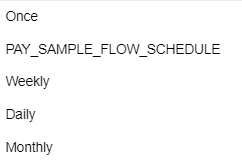 Once
PAY_SAMPLE_FLOW_SCHEDULE
Weekly
Daily
Monthly